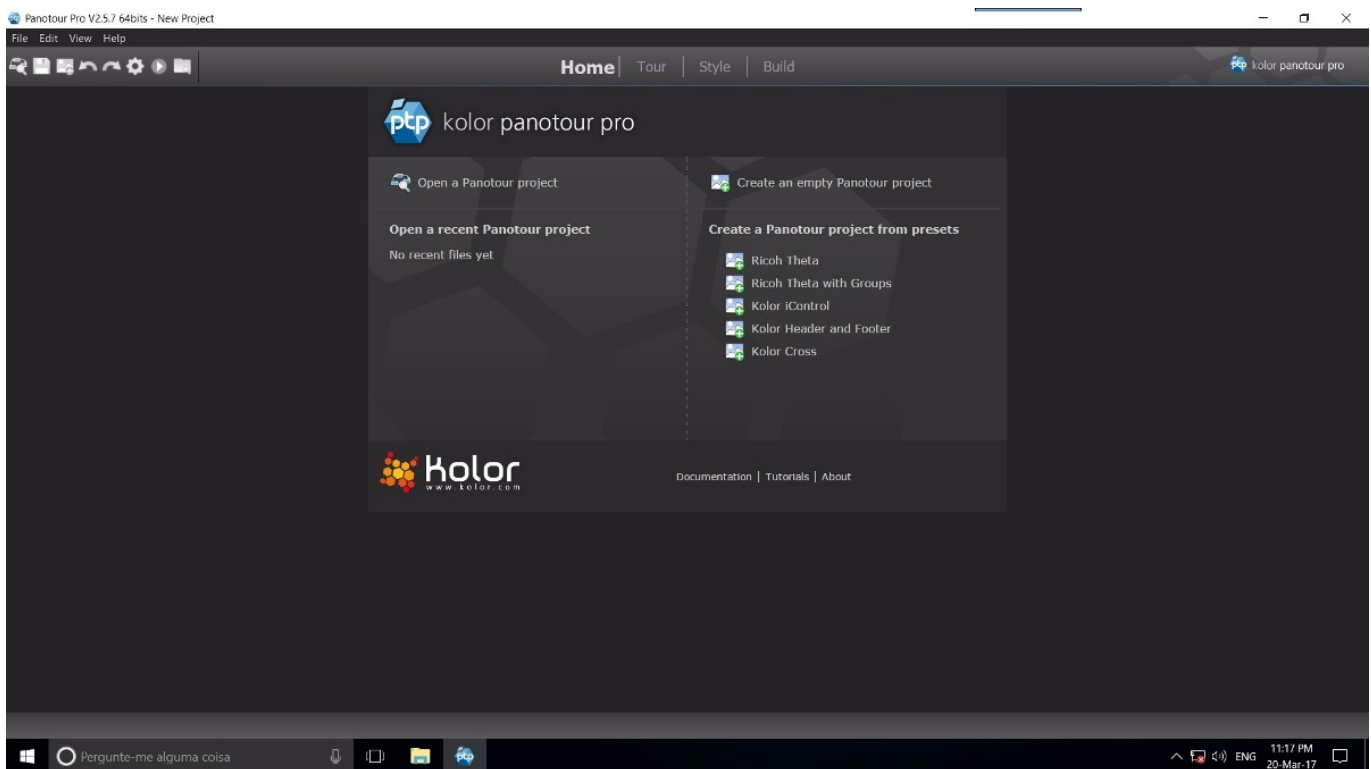 Panotour Pro V2.5.7 64bits - New Project
File Edit View Help
Home Tour Style Build
kolor panotour pro
ptp kolor panotour pro
Open a Panotour project
Create an empty Panotour project
Open a recent Panotour project
No recent files yet
Create a Panotour project from presets
Ricoh Theta
Ricoh Theta with Groups
Kolor iControl
Kolor Header and Footer
Kolor Cross
Kolor
www.kolor.com
Documentation | Tutorials | About
Pergunte-me alguma coisa
ptp
ENG
11:17 PM
20-Mar-17